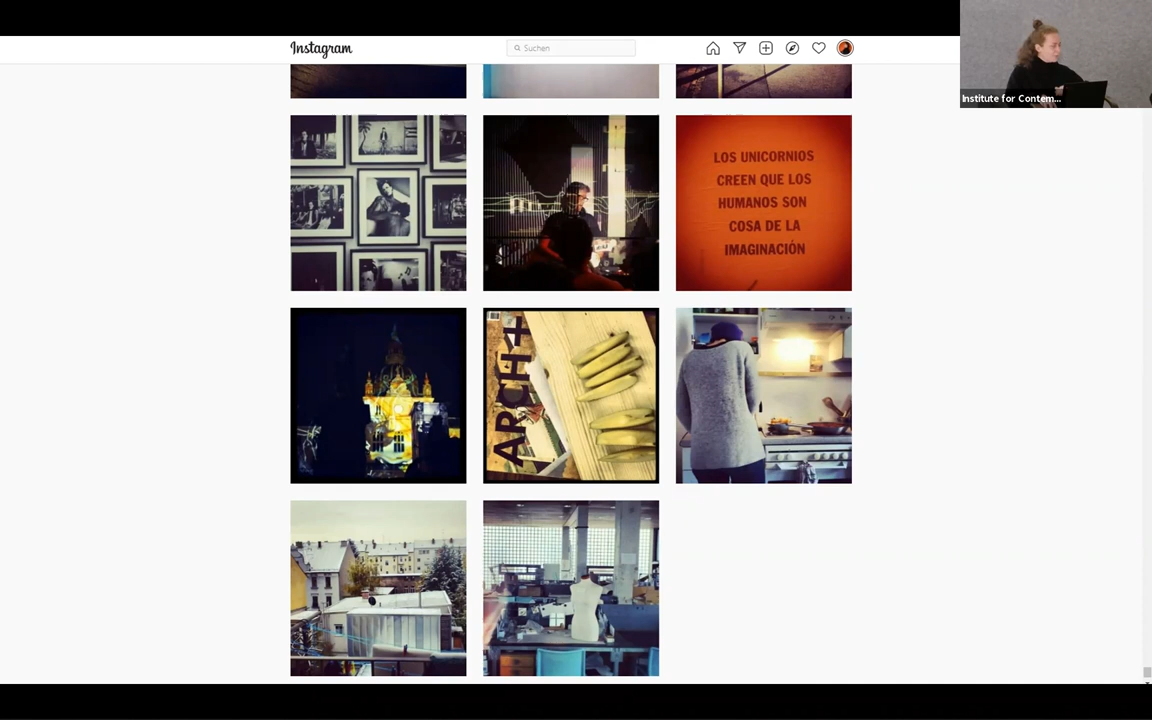 Instagram
Suchen
Institute for Contem...
LOS UNICORNIOS
CREEN QUE LOS
HUMANOS SON
COSA DE LA
IMAGINACIÓN
ARCH+